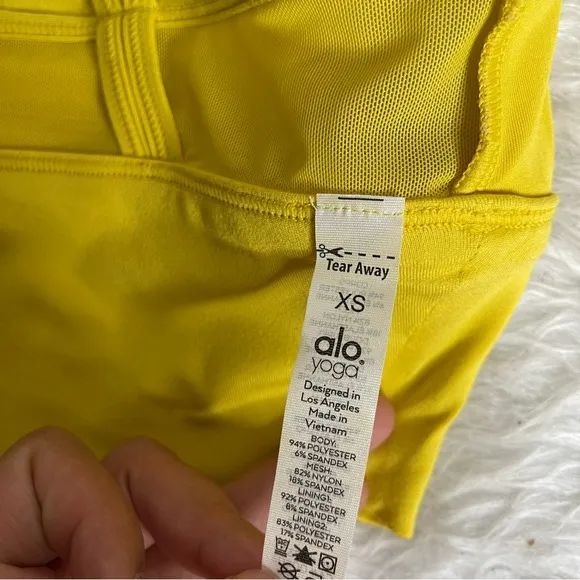 Tear Away
XS
alo
yoga®
Designed in
Los Angeles
Made in
Vietnam
BODY:
94% POLYESTER
6% SPANDEX
MESH:
82% NYLON
18% SPANDEX
LINING1:
92% POLYESTER
8% SPANDEX
LINING2:
83% POLYESTER
17% SPANDEX